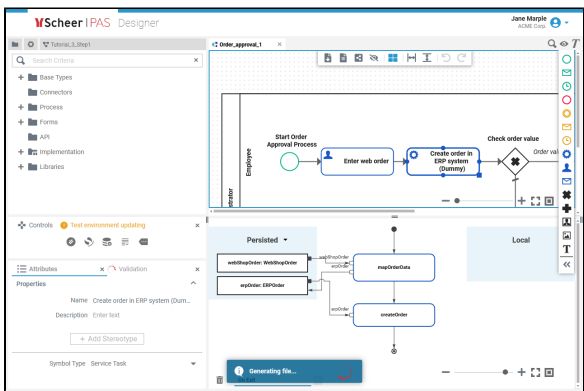 Scheer PAS Designer
Jane Marple
ACME Corp.
Tutorial_3_Step1
Order_approval_1
Search Criteria
Base Types
Connectors
Process
Forms
API
Implementation
Libraries
Employee
Start Order
Approval Process
Enter web order
Create order in
ERP system
(Dummy)
Check order value
Order val
strator
Controls
Test environment updating
Attributes
Validation
Properties
Name Create order in ERP system (Dum...
Description Enter text
+ Add Stereotype
Symbol Type Service Task
Persisted
Local
webShopOrder: WebShopOrder
erpOrder: ERPOrder
webShopOrder
erpOrder
mapOrderData
erpOrder
createOrder
Generating file...
T
T